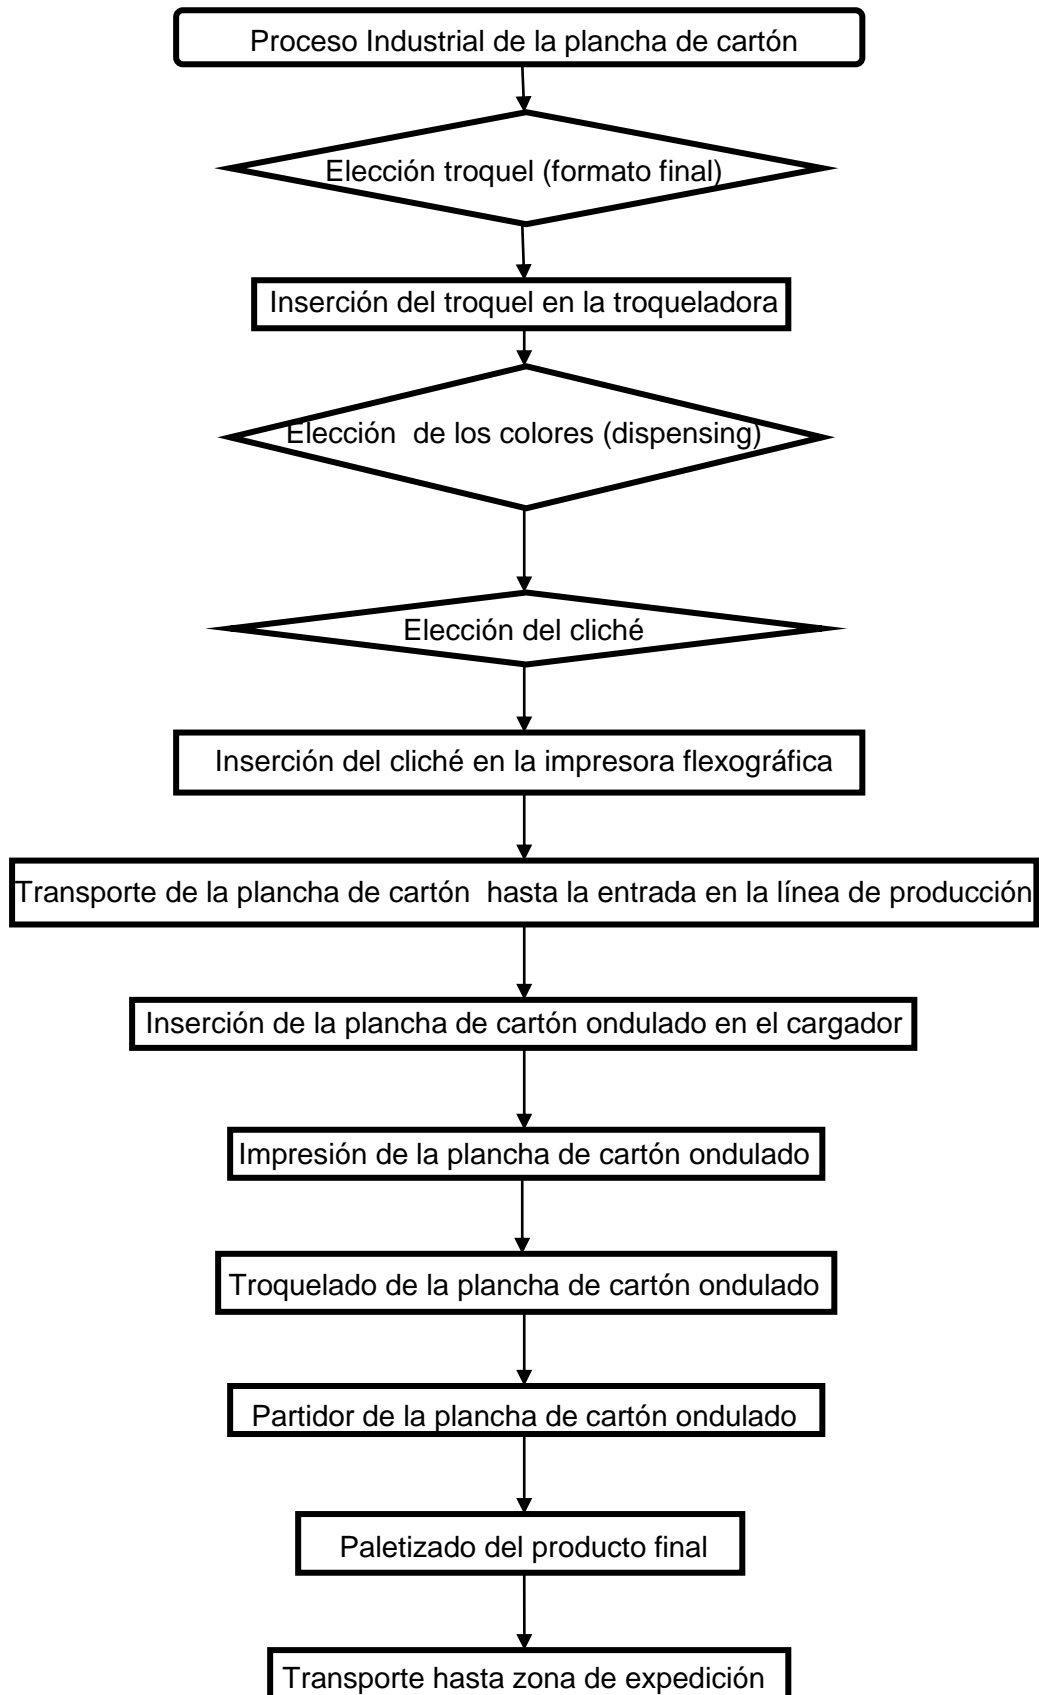 Proceso Industrial de la plancha de cartón
Elección troquel (formato final)
Inserción del troquel en la troqueladora
Elección de los colores (dispensing)
Elección del cliché
Inserción del cliché en la impresora flexográfica
Transporte de la plancha de cartón hasta la entrada en la línea de producción
Inserción de la plancha de cartón ondulado en el cargador
Impresión de la plancha de cartón ondulado
Troquelado de la plancha de cartón ondulado
Partidor de la plancha de cartón ondulado
Paletizado del producto final
Transporte hasta zona de expedición